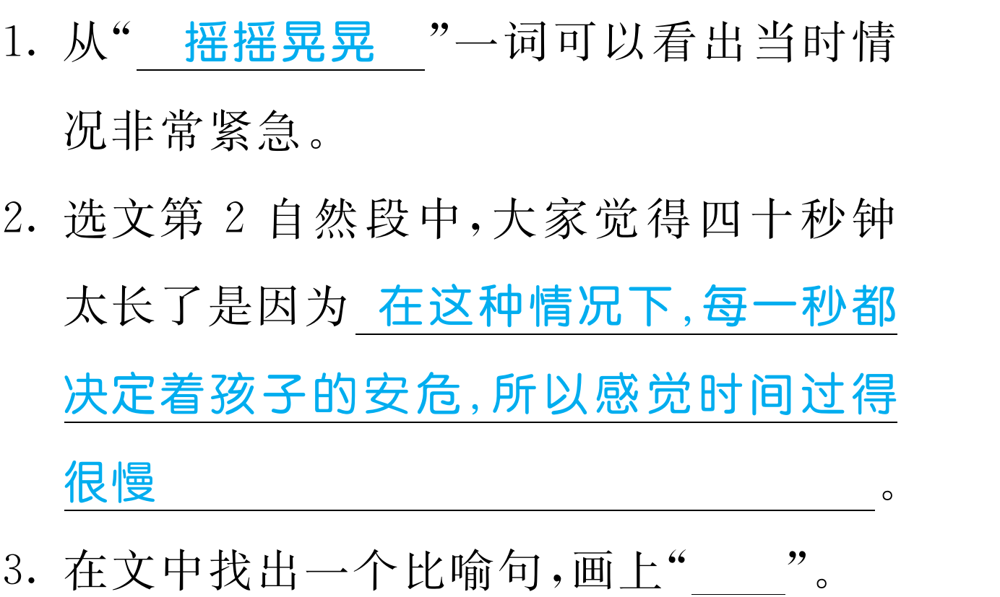 1. 从“摇摇晃晃”一词可以看出当时情
况非常紧急。
2. 选文第 2 自然段中,大家觉得四十秒钟
太长了是因为 在这种情况下,每一秒都
决定着孩子的安危,所以感觉时间过得
很慢。
3. 在文中找出一个比喻句,画上“____”。